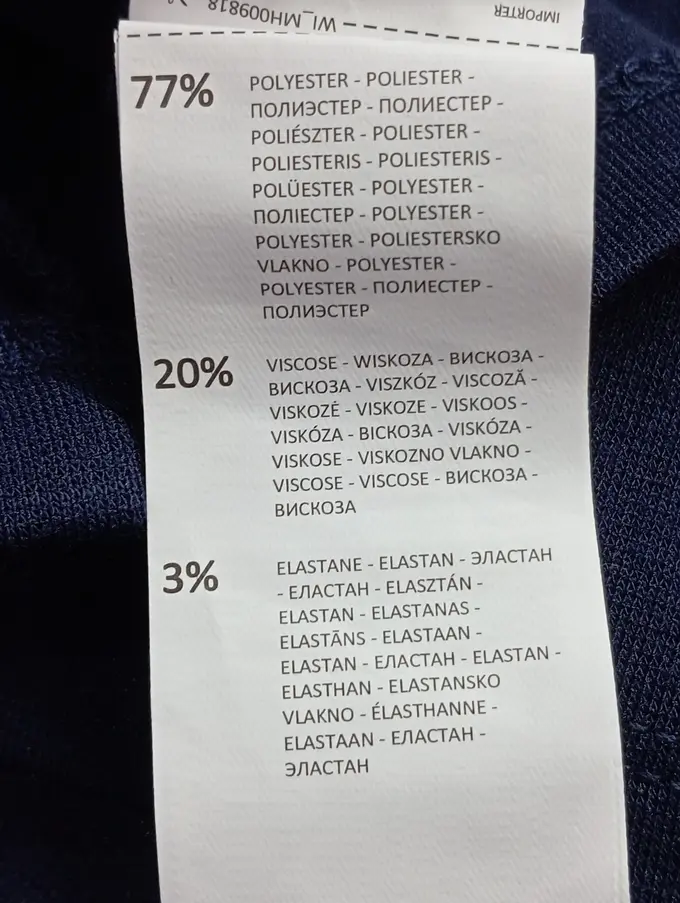 WI_MH009818
IMPORTER
77%
POLYESTER - POLIESTER -
ПОЛИЭСТЕР - ПОЛИЕСТЕР -
POLIÉSZTER - POLIESTER -
POLIESTERIS - POLIESTERIS -
POLÜESTER - POLYESTER -
ПОЛІЕСТЕР - POLYESTER -
POLYESTER - POLIESTERSKO
VLAKNO - POLYESTER -
POLYESTER - ПОЛИЕСТЕР -
ПОЛИЭСТЕР
20%
VISCOSE - WISKOZA - ВИСКОЗА -
ВИСКОЗА - VISZKÓZ - VISCOZĂ -
VISKOZĖ - VISKOZE - VISKOOS -
VISKÓZA - ВІСКОЗА - VISKÓZA -
VISKOSE - VISKOZNO VLAKNO -
VISCOSE - VISCOSE - ВИСКОЗА -
ВИСКОЗА
3%
ELASTANE - ELASTAN - ЭЛАСТАН
- ЕЛАСТАН - ELASZTÁN -
ELASTAN - ELASTANAS -
ELASTĀNS - ELASTAAN -
ELASTAN - ЕЛАСТАН - ELASTAN -
ELASTHAN - ELASTANSKO
VLAKNO - ÉLASTHANNE -
ELASTAAN - ЕЛАСТАН -
ЭЛАСТАН